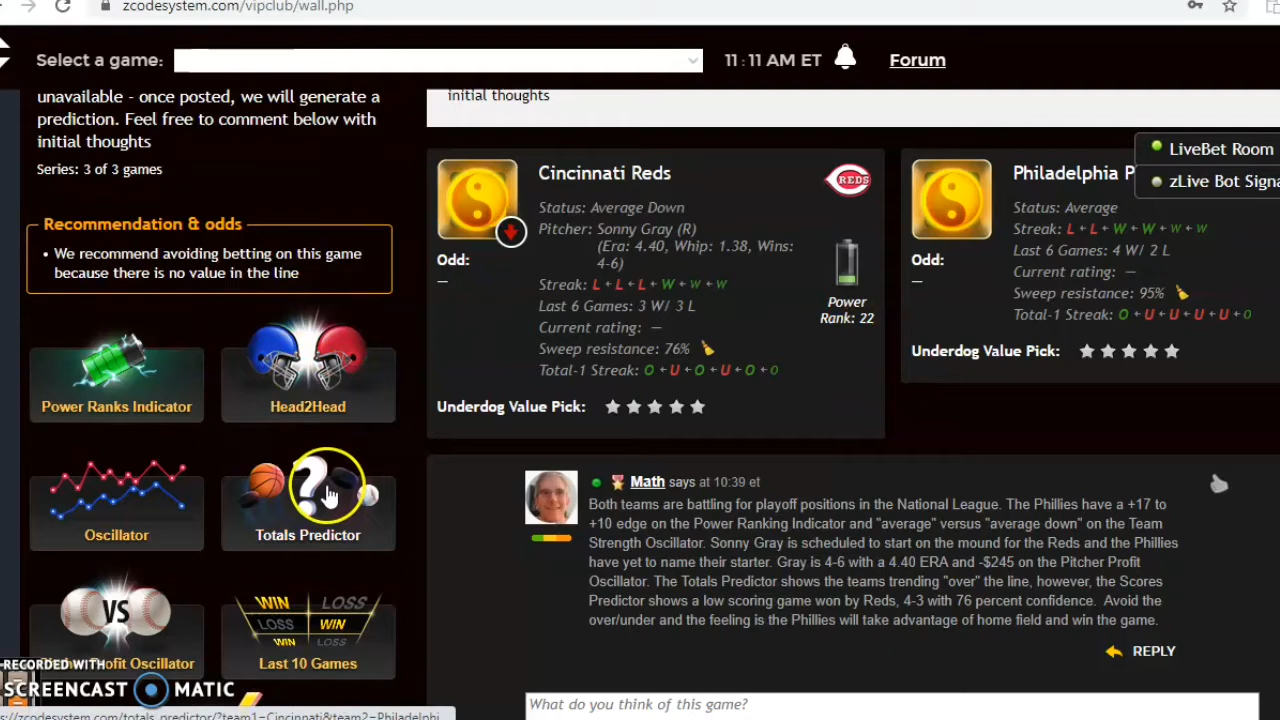 zcodesystem.com/vipclub/wall.php
Select a game:
11:11 AM ET
Forum
unavailable - once posted, we will generate a
prediction. Feel free to comment below with
initial thoughts
Series: 3 of 3 games
Recommendation & odds
• We recommend avoiding betting on this game
because there is no value in the line
Power Ranks Indicator
Head2Head
Oscillator
Totals Predictor
VS
WIN LOSS
LOSS WIN
WIN LOSS
Profit Oscillator
Last 10 Games
RECORDED WITH
SCREENCAST MATIC
zcodesystem.com/totals_predictor/?team1=Cincinnati&team2=Philadelphi
initial thoughts
Cincinnati Reds
REDS
Status: Average Down
Pitcher: Sonny Gray (R)
(Era: 4.40, Whip: 1.38, Wins:
4-6)
Odd:
—
Streak: L + L + L + W + W + W
Last 6 Games: 3 W/ 3 L
Current rating: —
Sweep resistance: 76%
Total-1 Streak: O + U + O + U + O + O
Power
Rank: 22
Underdog Value Pick:
Philadelphia P
LiveBet Room
zLive Bot Signa
Status: Average
Streak: L + L + W + W + W + W
Last 6 Games: 4 W/ 2 L
Odd:
—
Current rating: —
Sweep resistance: 95%
Total-1 Streak: O + U + U + U + U + O
Underdog Value Pick:
Math says at 10:39 et
Both teams are battling for playoff positions in the National League. The Phillies have a +17 to
+10 edge on the Power Ranking Indicator and "average" versus "average down" on the Team
Strength Oscillator. Sonny Gray is scheduled to start on the mound for the Reds and the Phillies
have yet to name their starter. Gray is 4-6 with a 4.40 ERA and -$245 on the Pitcher Profit
Oscillator. The Totals Predictor shows the teams trending "over" the line, however, the Scores
Predictor shows a low scoring game won by Reds, 4-3 with 76 percent confidence. Avoid the
over/under and the feeling is the Phillies will take advantage of home field and win the game.
REPLY
What do you think of this game?